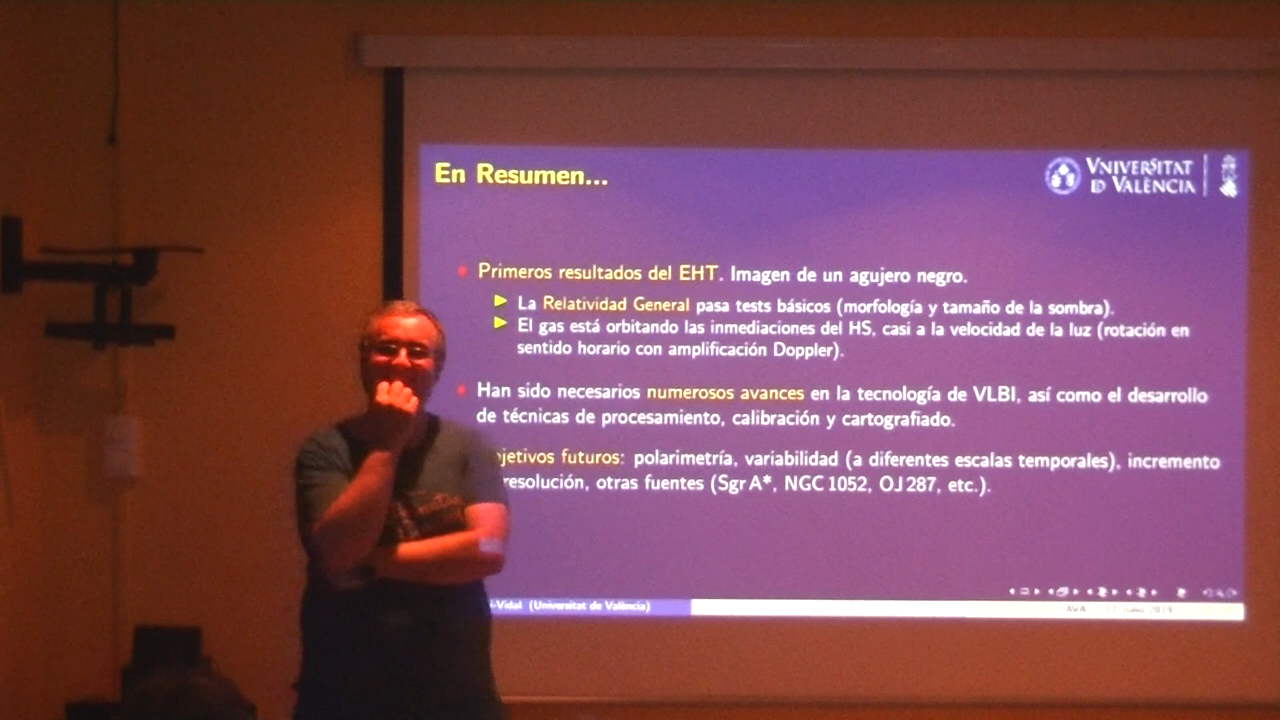 En Resumen...
VNIVERSITAT
D VALÈNCIA
Primeros resultados del EHT. Imagen de un agujero negro.
La Relatividad General pasa tests básicos (morfología y tamaño de la sombra).
El gas está orbitando las inmediaciones del HS, casi a la velocidad de la luz (rotación en
sentido horario con amplificación Doppler).
Han sido necesarios numerosos avances en la tecnología de VLBI, así como el desarrollo
de técnicas de procesamiento, calibración y cartografiado.
jetivos futuros: polarimetría, variabilidad (a diferentes escalas temporales), incremento
resolución, otras fuentes (Sgr A*, NGC 1052, OJ 287, etc.).
-Vidal (Universitat de València)